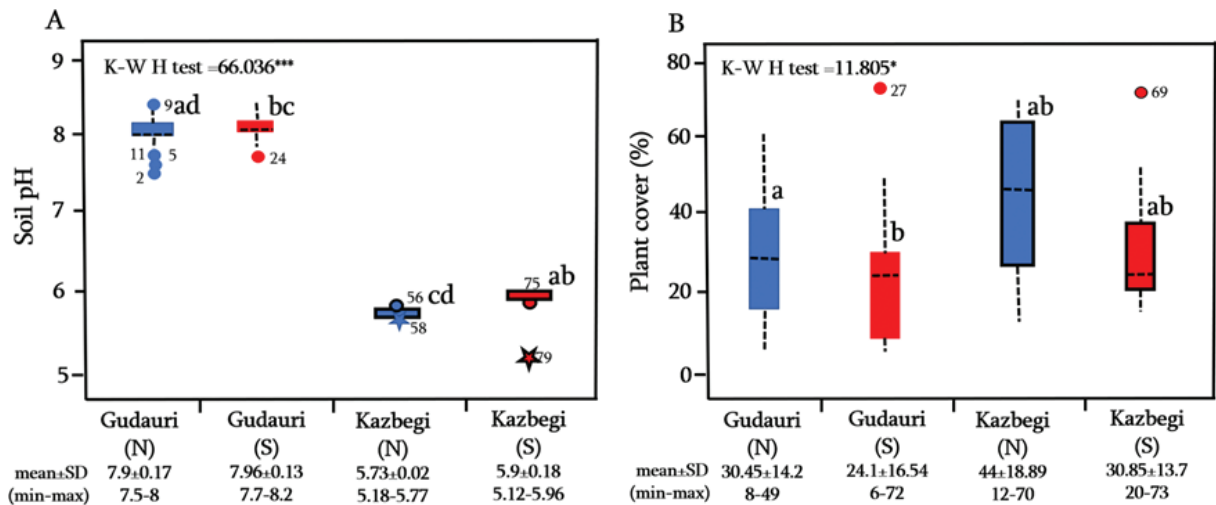 A
K-W H test =66.036***
Soil pH
9
8
7
6
5
9 ad
11 5
2
bc
24
56 cd
58
75 ab
79
Gudauri (N)
Gudauri (S)
Kazbegi (N)
Kazbegi (S)
mean±SD 7.9±0.17 7.96±0.13 5.73±0.02 5.9±0.18
(min-max) 7.5-8 7.7-8.2 5.18-5.77 5.12-5.96
B
K-W H test =11.805*
Plant cover (%)
80
60
40
20
0
a
27
b
ab
69
ab
Gudauri (N)
Gudauri (S)
Kazbegi (N)
Kazbegi (S)
mean±SD 30.45±14.2 24.1±16.54 44±18.89 30.85±13.7
(min-max) 8-49 6-72 12-70 20-73